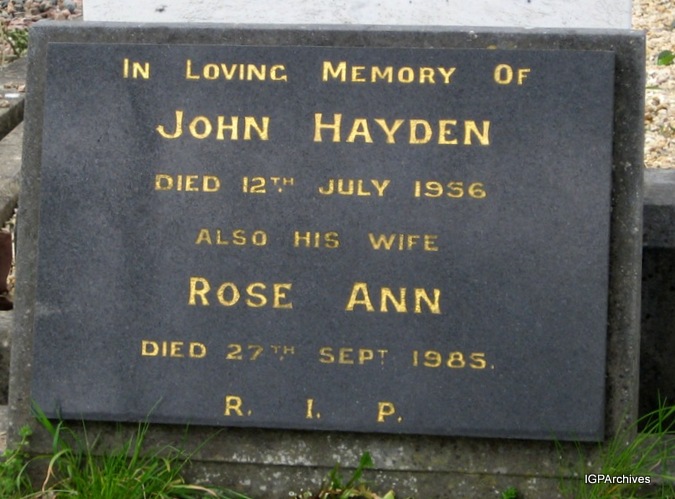 In Loving Memory Of
John Hayden
DIED 12TH JULY 1956
ALSO HIS WIFE
Rose Ann
DIED 27TH SEPT 1985.
R. I. P.
IGPArchives